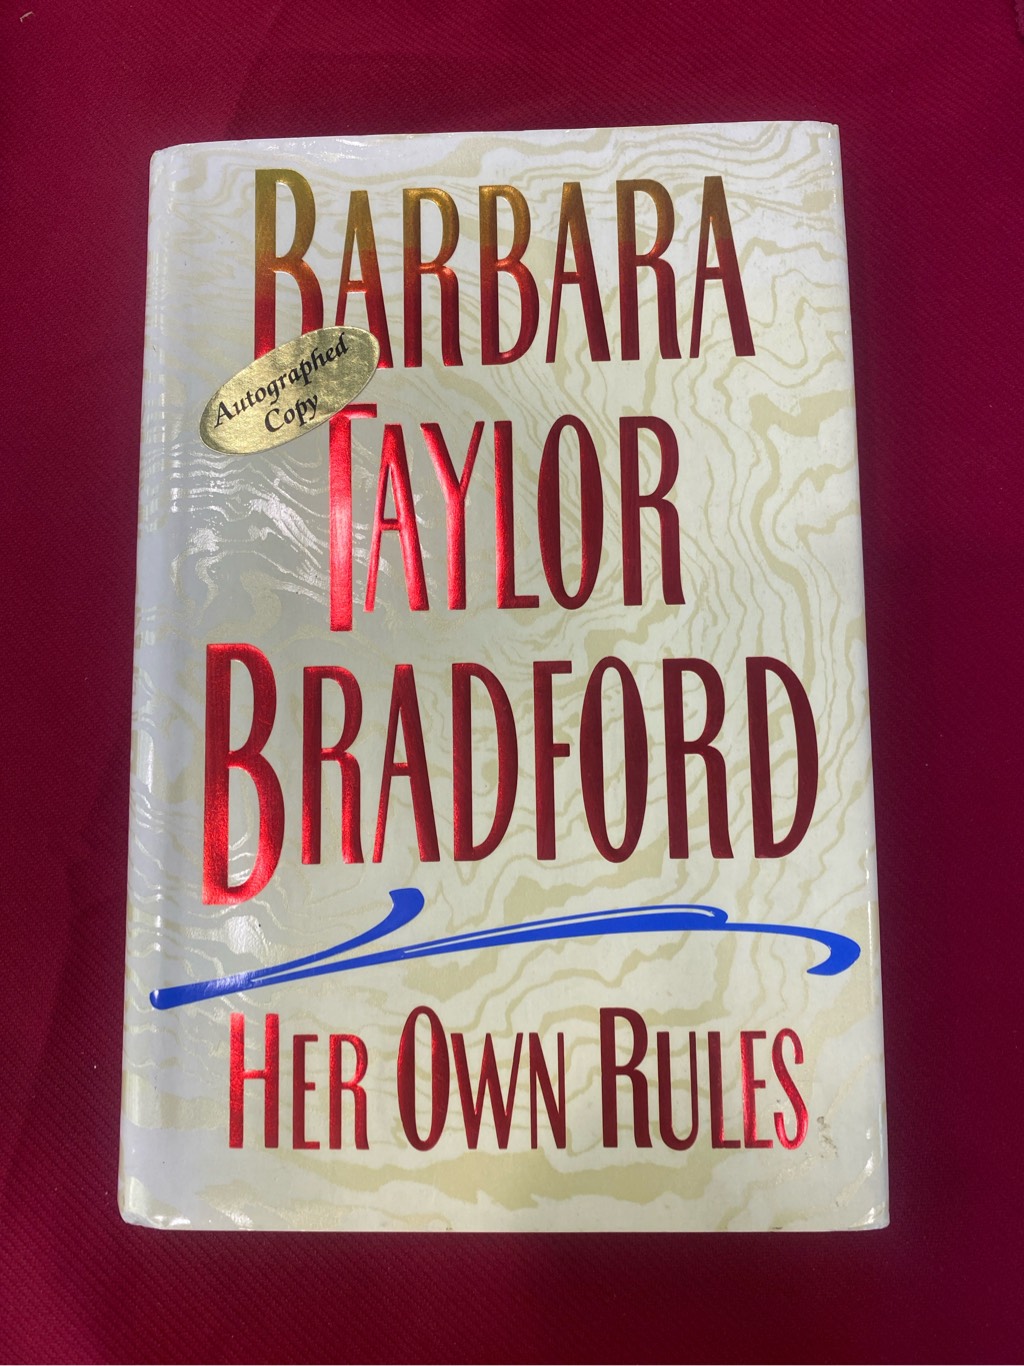 BARBARA
Autographed
Copy
TAYLOR
BRADFORD
HER OWN RULES